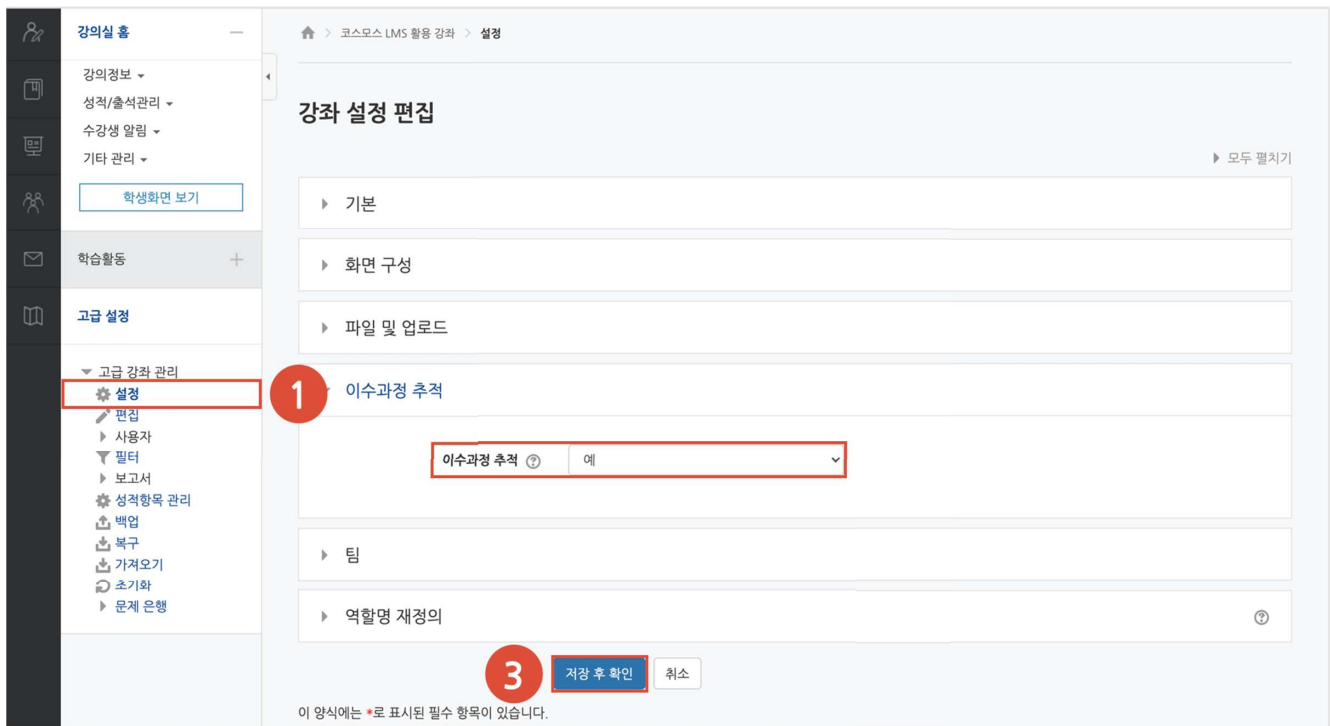 강의실 홈
강의정보
성적/출석관리
수강생 알림
기타 관리
학생화면 보기
학습활동
고급 설정
고급 강좌 관리
설정
편집
사용자
필터
보고서
성적항목 관리
백업
복구
가져오기
초기화
문제 은행
코스모스 LMS 활용 강좌 > 설정
강좌 설정 편집
모두 펼치기
기본
화면 구성
파일 및 업로드
1
이수과정 추적
이수과정 추적 ? 예
팀
역할명 재정의 ?
3 저장 후 확인 취소
이 양식에는 *로 표시된 필수 항목이 있습니다.